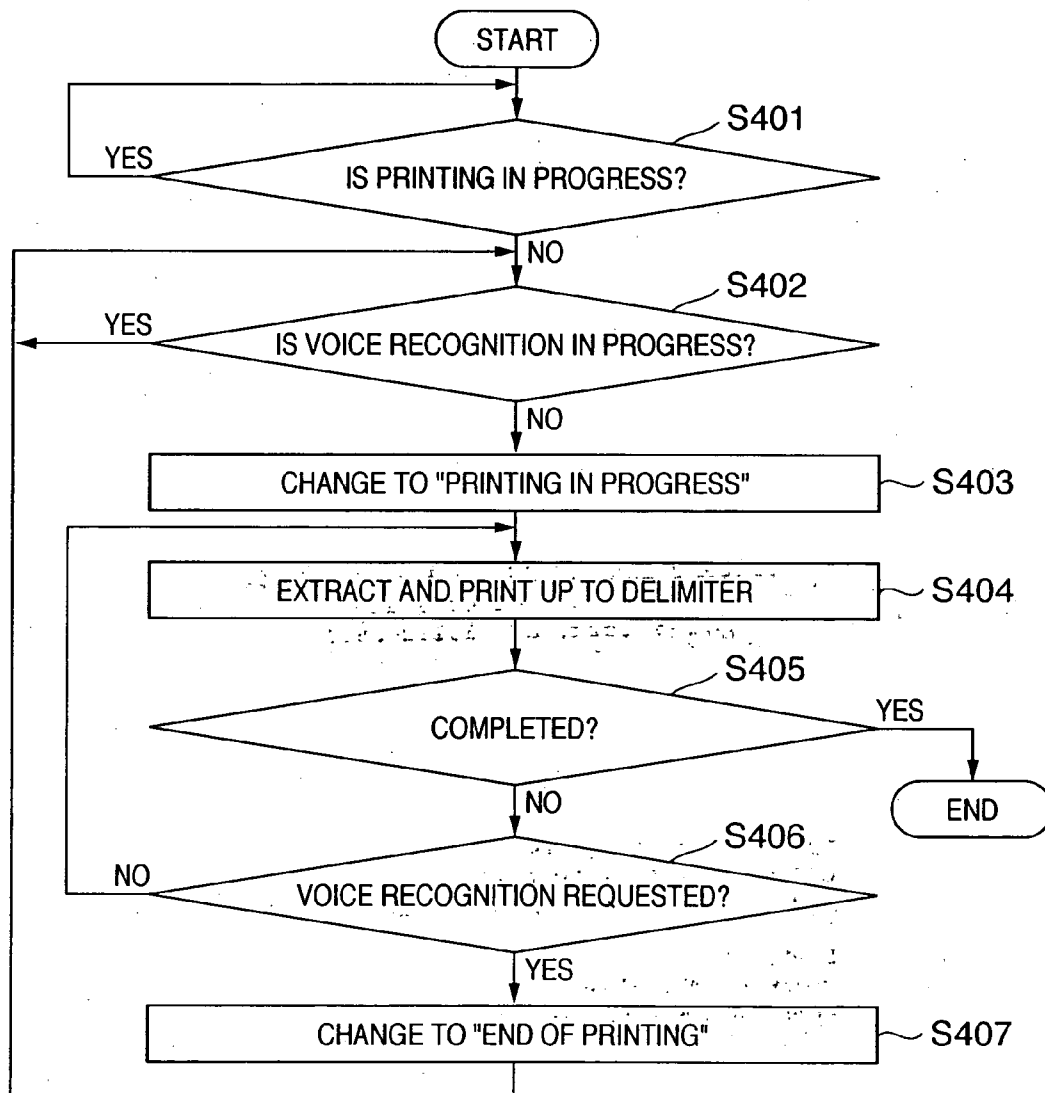 START
S401
YES
IS PRINTING IN PROGRESS?
NO
S402
YES
IS VOICE RECOGNITION IN PROGRESS?
NO
CHANGE TO "PRINTING IN PROGRESS"
S403
EXTRACT AND PRINT UP TO DELIMITER
S404
S405
YES
COMPLETED?
NO
END
S406
NO
VOICE RECOGNITION REQUESTED?
YES
CHANGE TO "END OF PRINTING"
S407